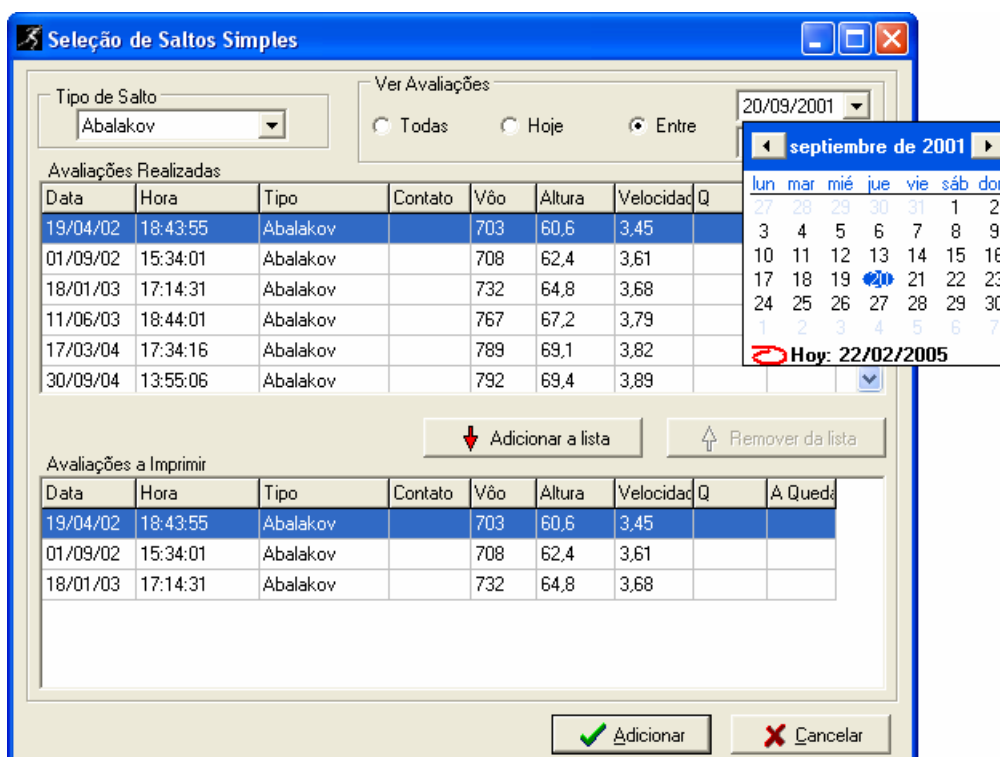 Seleção de Saltos Simples
Tipo de Salto
Abalakov
Ver Avaliações
Todas Hoje Entre
20/09/2001
septiembre de 2001
lun mar mié jue vie sáb dom
27 28 29 30 31 1 2
3 4 5 6 7 8 9
10 11 12 13 14 15 16
17 18 19 20 21 22 23
24 25 26 27 28 29 30
1 2 3 4 5 6 7
Hoy: 22/02/2005
Avaliações Realizadas
Data Hora Tipo Contato Vôo Altura Velocidad Q
19/04/02 18:43:55 Abalakov 703 60,6 3,45
01/09/02 15:34:01 Abalakov 708 62,4 3,61
18/01/03 17:14:31 Abalakov 732 64,8 3,68
11/06/03 18:44:01 Abalakov 767 67,2 3,79
17/03/04 17:34:16 Abalakov 789 69,1 3,82
30/09/04 13:55:06 Abalakov 792 69,4 3,89
Adicionar a lista Remover da lista
Avaliações a Imprimir
Data Hora Tipo Contato Vôo Altura Velocidad Q A Queda
19/04/02 18:43:55 Abalakov 703 60,6 3,45
01/09/02 15:34:01 Abalakov 708 62,4 3,61
18/01/03 17:14:31 Abalakov 732 64,8 3,68
Adicionar Cancelar